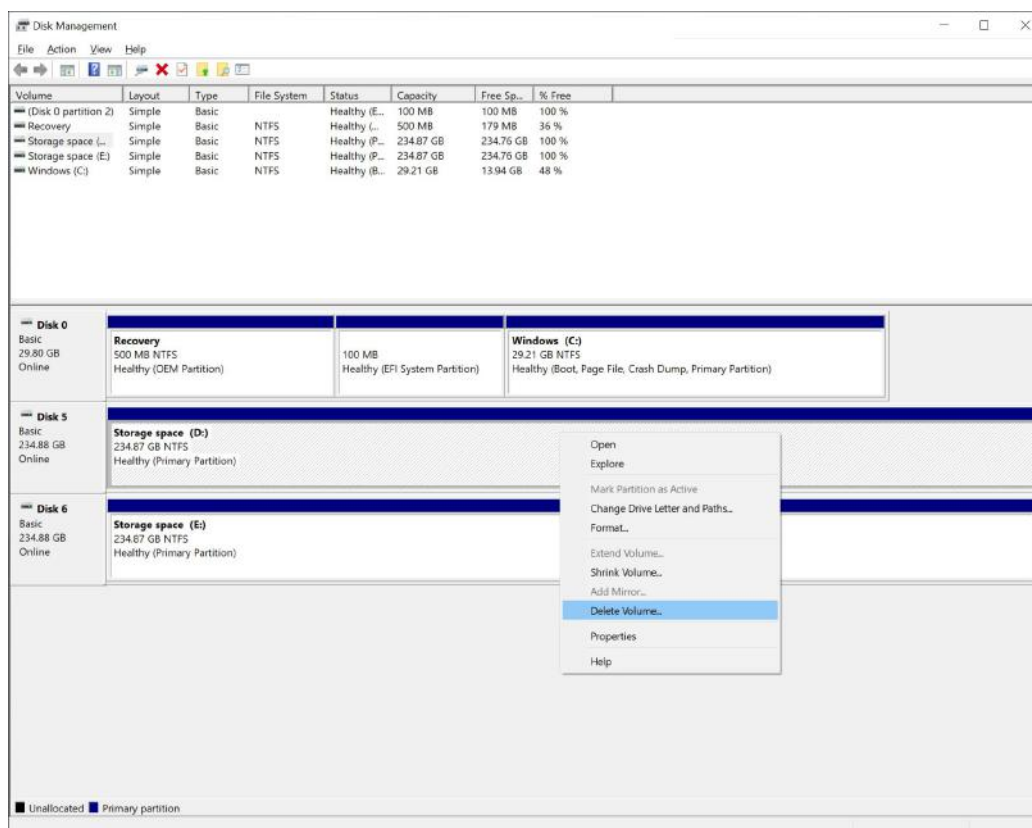 Disk Management
File Action View Help
Volume Layout Type File System Status Capacity Free Sp... % Free
(Disk 0 partition 2) Simple Basic Healthy (E... 100 MB 100 MB 100 %
Recovery Simple Basic NTFS Healthy (... 500 MB 179 MB 36 %
Storage space (... Simple Basic NTFS Healthy (P... 234.87 GB 234.76 GB 100 %
Storage space (E:) Simple Basic NTFS Healthy (P... 234.87 GB 234.76 GB 100 %
Windows (C:) Simple Basic NTFS Healthy (B... 29.21 GB 13.94 GB 48 %
Disk 0
Basic
29.80 GB
Online
Recovery
500 MB NTFS
Healthy (OEM Partition)
100 MB
Healthy (EFI System Partition)
Windows (C:)
29.21 GB NTFS
Healthy (Boot, Page File, Crash Dump, Primary Partition)
Disk 5
Basic
234.88 GB
Online
Storage space (D:)
234.87 GB NTFS
Healthy (Primary Partition)
Disk 6
Basic
234.88 GB
Online
Storage space (E:)
234.87 GB NTFS
Healthy (Primary Partition)
Open
Explore
Mark Partition as Active
Change Drive Letter and Paths...
Format...
Extend Volume...
Shrink Volume...
Add Mirror...
Delete Volume...
Properties
Help
Unallocated Primary partition